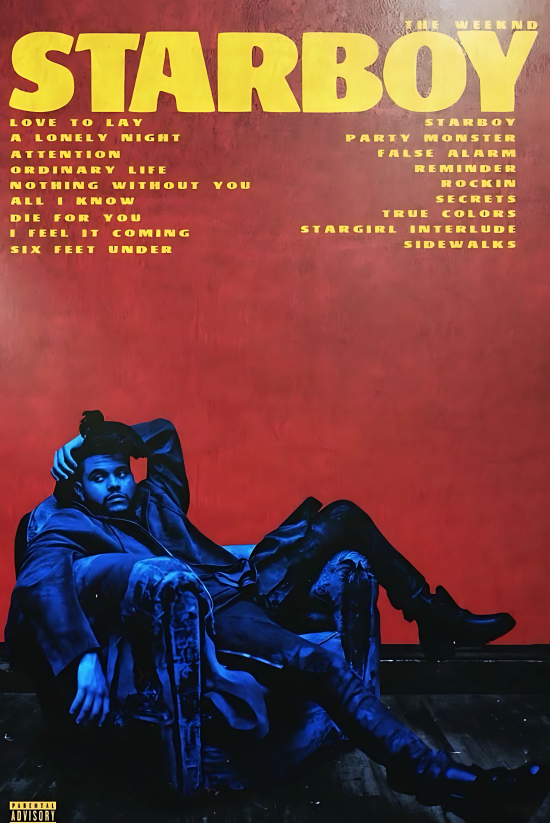 THE WEEKND
STARBOY
LOVE TO LAY
A LONELY NIGHT
ATTENTION
ORDINARY LIFE
NOTHING WITHOUT YOU
ALL I KNOW
DIE FOR YOU
I FEEL IT COMING
SIX FEET UNDER
STARBOY
PARTY MONSTER
FALSE ALARM
REMINDER
ROCKIN
SECRETS
TRUE COLORS
STARGIRL INTERLUDE
SIDEWALKS
PARENTAL
ADVISORY